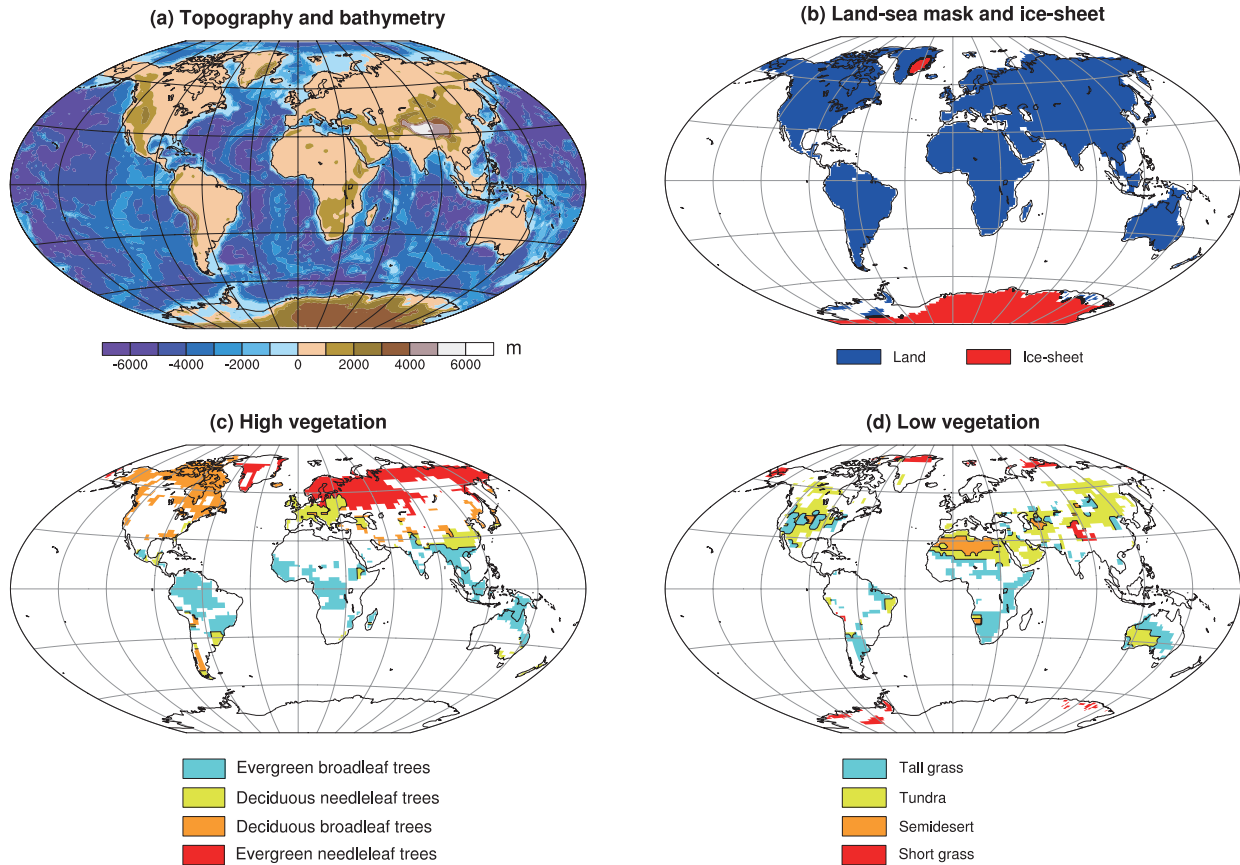 (a) Topography and bathymetry
(b) Land-sea mask and ice-sheet
-6000 -4000 -2000 0 2000 4000 6000 m
Land Ice-sheet
(c) High vegetation
(d) Low vegetation
Evergreen broadleaf trees
Deciduous needleleaf trees
Deciduous broadleaf trees
Evergreen needleleaf trees
Tall grass
Tundra
Semidesert
Short grass